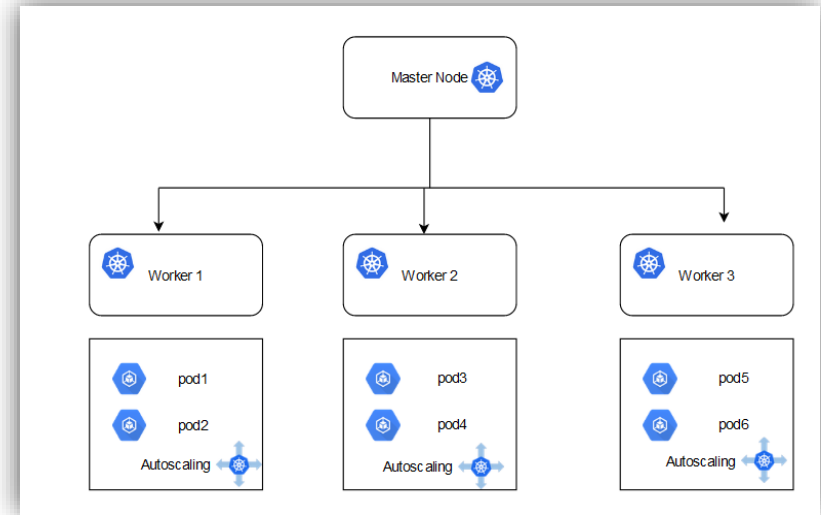 Master Node
Worker 1
Worker 2
Worker 3
pod1
pod3
pod5
pod2
pod4
pod6
Autoscaling
Autoscaling
Autoscaling